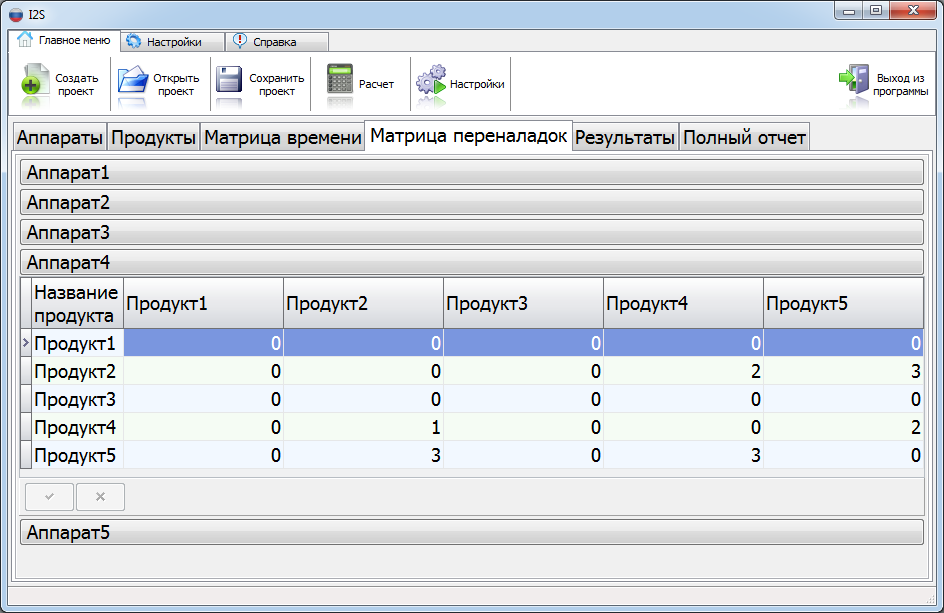 I2S
Главное меню Настройки Справка
Создать проект Открыть проект Сохранить проект Расчет Настройки Выход из программы
Аппараты Продукты Матрица времени Матрица переналадок Результаты Полный отчет
Аппарат1
Аппарат2
Аппарат3
Аппарат4
Название продукта Продукт1 Продукт2 Продукт3 Продукт4 Продукт5
Продукт1 0 0 0 0 0
Продукт2 0 0 0 2 3
Продукт3 0 0 0 0 0
Продукт4 0 1 0 0 2
Продукт5 0 3 0 3 0
Аппарат5